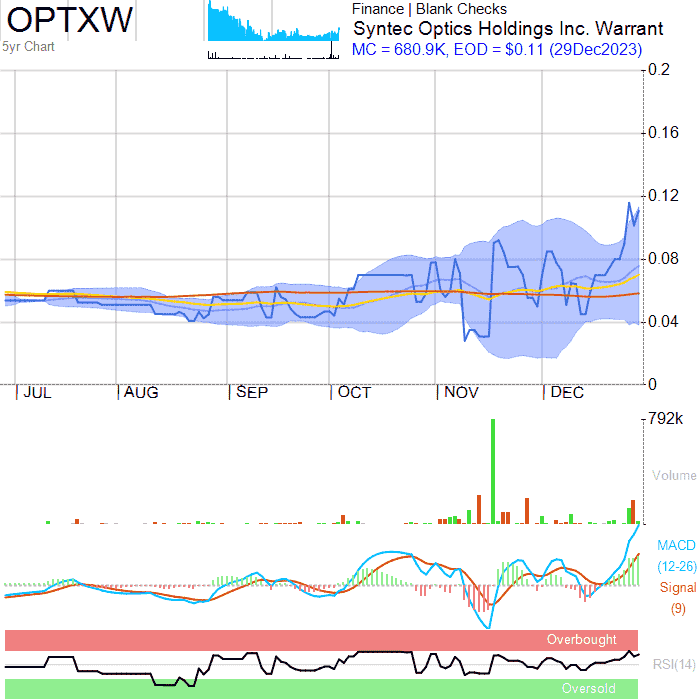 OPTXW
5yr Chart
Finance | Blank Checks
Syntec Optics Holdings Inc. Warrant
MC = 680.9K, EOD = $0.11 (29Dec2023)
0.2
0.16
0.12
0.08
0.04
0
JUL AUG SEP OCT NOV DEC
792k
Volume
MACD
(12-26)
Signal
(9)
Overbought
RSI(14)
Oversold